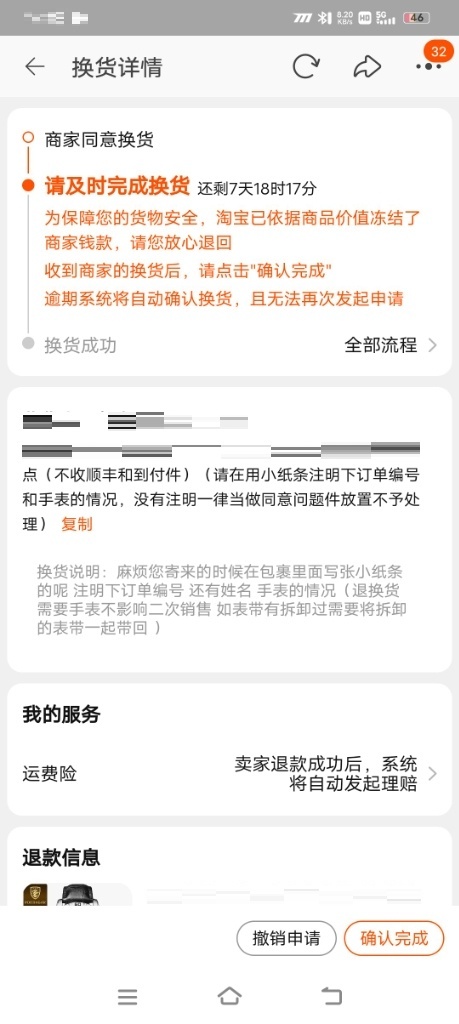 5.20
KB/s
HD
5G
46
换货详情
32
商家同意换货
请及时完成换货 还剩7天18时17分
为保障您的货物安全，淘宝已依据商品价值冻结了
商家钱款，请您放心退回
收到商家的换货后，请点击"确认完成"
逾期系统将自动确认换货，且无法再次发起申请
换货成功
全部流程
点（不收顺丰和到付件）（请在用小纸条注明下订单编号
和手表的情况，没有注明一律当做同意问题件放置不予处
理） 复制
换货说明：麻烦您寄来的时候在包裹里面写张小纸条
的呢 注明下订单编号 还有姓名 手表的情况（退换货
需要手表不影响二次销售 如表带有拆卸过需要将拆卸
的表带一起带回 ）
我的服务
运费险
卖家退款成功后，系统
将自动发起理赔
退款信息
撤销申请
确认完成